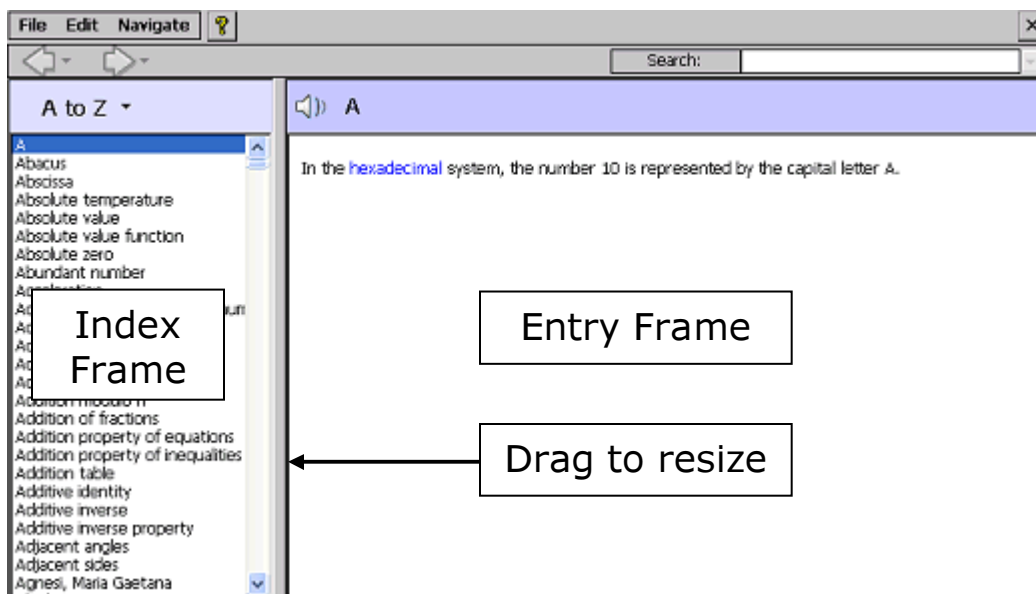 File Edit Navigate ?
Search:
A to Z
A
In the hexadecimal system, the number 10 is represented by the capital letter A.
A
Abacus
Abscissa
Absolute temperature
Absolute value
Absolute value function
Absolute zero
Abundant number
Index
Frame
Addition of fractions
Addition property of equations
Addition property of inequalities
Addition table
Additive identity
Additive inverse
Additive inverse property
Adjacent angles
Adjacent sides
Agnesi, Maria Gaetana
Entry Frame
Drag to resize